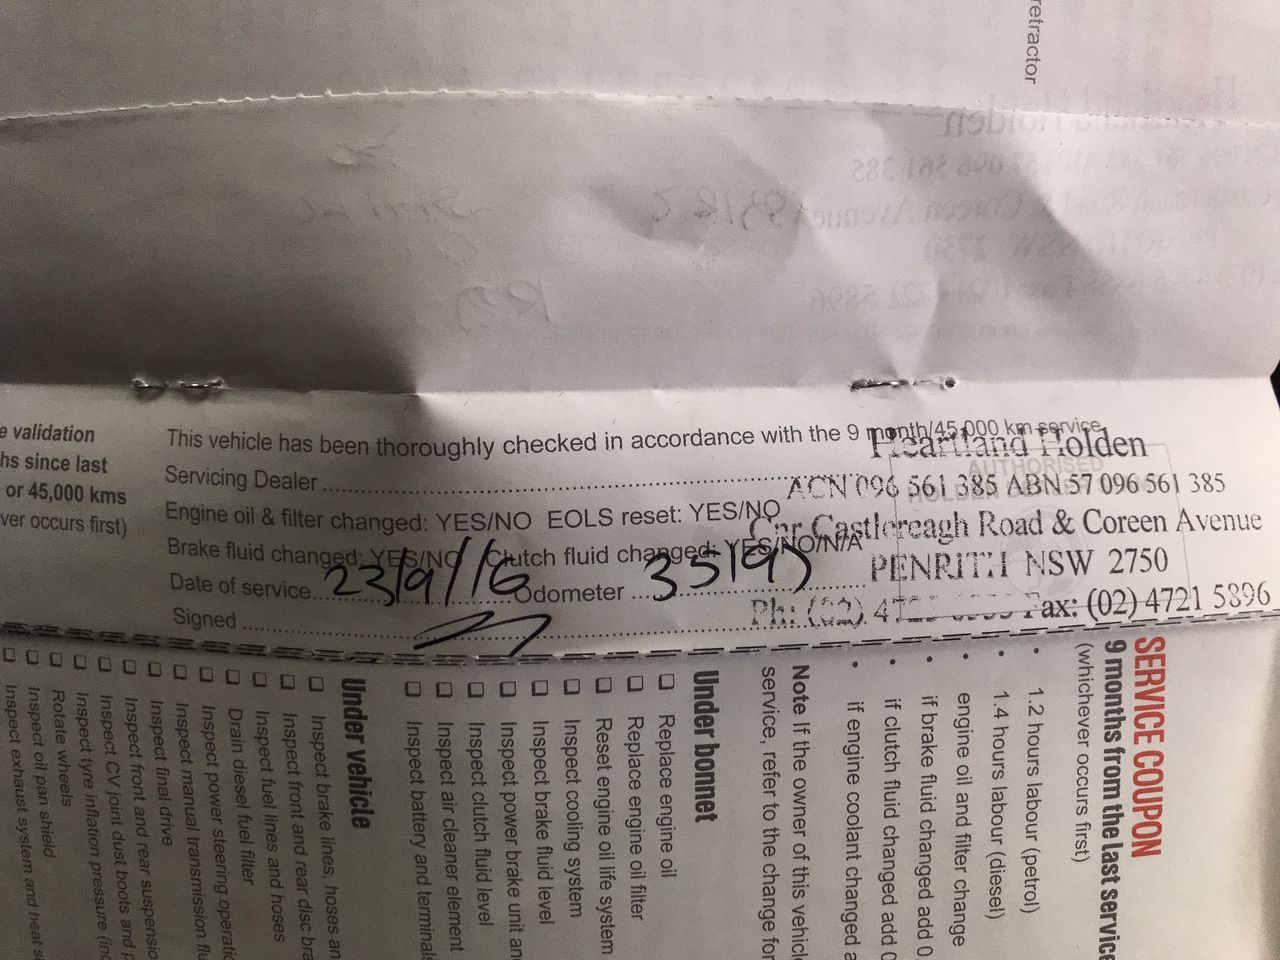 retractor
e validation
hs since last
or 45,000 kms
ver occurs first)
This vehicle has been thoroughly checked in accordance with the 9 month/45,000 km service.
Servicing Dealer
Engine oil & filter changed: YES/NO EOLS reset: YES/NO
Brake fluid changed: YES/NO Clutch fluid changed: YES/NO/N/A
Date of service 23/9/16 Odometer
Signed
Heartland Holden
AUTHORISED
ACN 096 561 385 ABN 57 096 561 385
Cnr Castlereagh Road & Coreen Avenue
PENRITH NSW 2750
Ph: (02) Fax: (02) 4721 5896
SERVICE COUPON
9 months from the last service
(whichever occurs first)
• 1.2 hours labour (petrol)
• 1.4 hours labour (diesel)
• engine oil and filter change
• if brake fluid changed add 0
• if clutch fluid changed add 0
• if engine coolant changed a
Note If the owner of this vehicl
service, refer to the change for
Under bonnet
Replace engine oil
Replace engine oil filter
Reset engine oil life system
Inspect cooling system
Inspect brake fluid level
Inspect power brake unit an
Inspect clutch fluid level
Inspect air cleaner element
Inspect battery and terminals
Under vehicle
Inspect brake lines, hoses an
Inspect front and rear disc bra
Inspect fuel lines and hoses
Drain diesel fuel filter
Inspect power steering operati
Inspect manual transmission flu
Inspect final drive
Inspect front and rear suspensio
Inspect CV joint dust boots and p
Inspect tyre inflation pressure (inc
Rotate wheels
Inspect oil pan shield
Inspect exhaust system and heat s